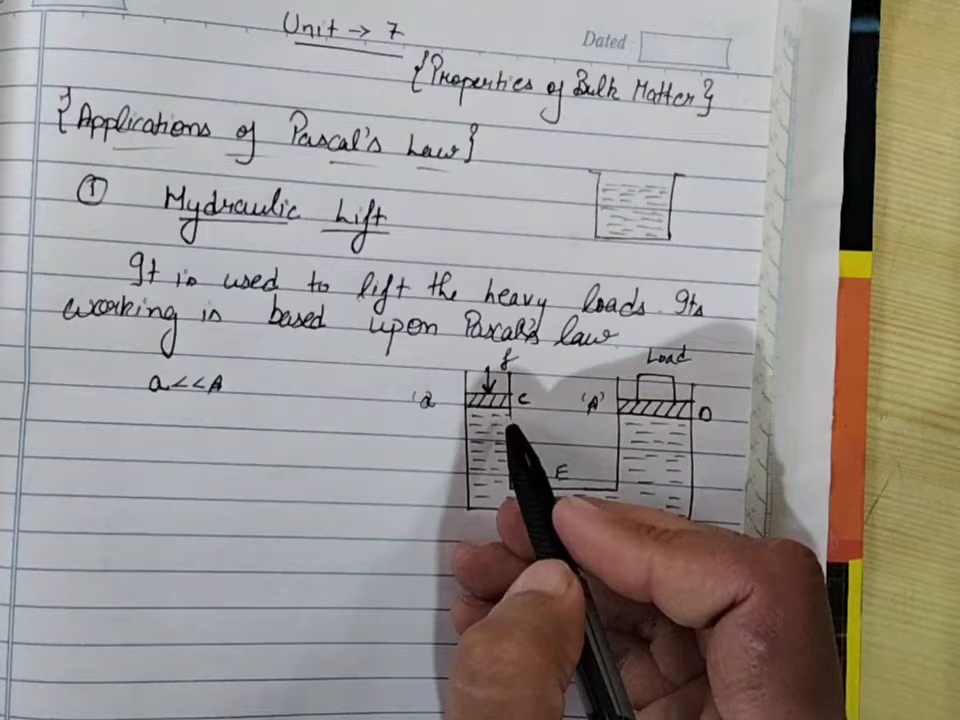 Unit → 7
Dated
{Properties of Bulk Matter}
{Applications of Pascal's Law}
① Hydraulic Lift
It is used to lift the heavy loads. Its
working is based upon Pascal's law
f
Load
a<<A
'a
C
'A'
D
E